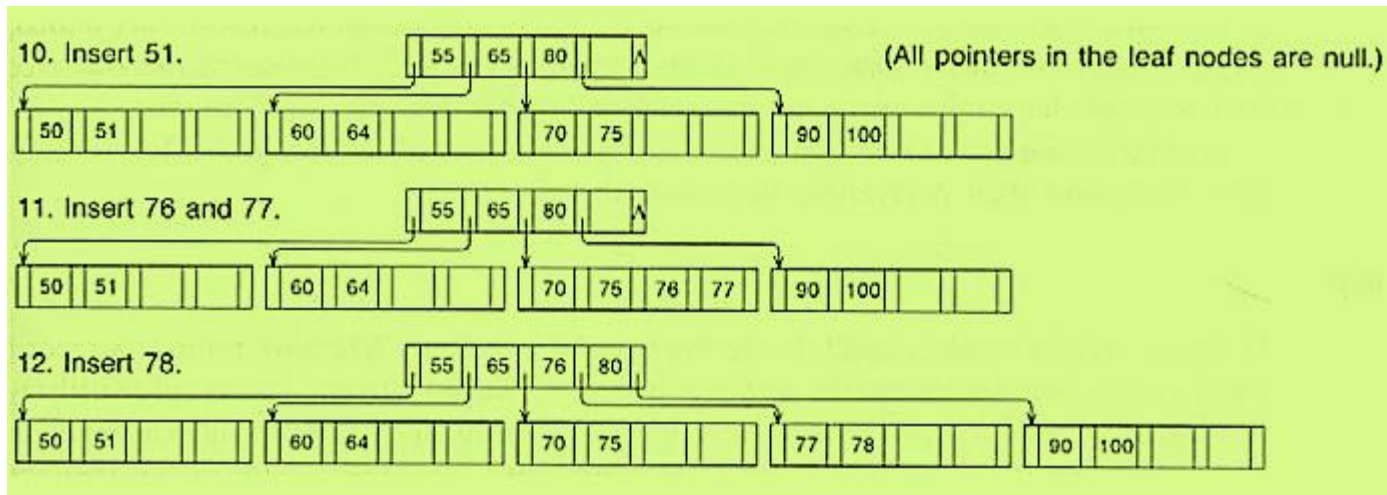 10. Insert 51.
55 65 80 Λ
(All pointers in the leaf nodes are null.)
50 51
60 64
70 75
90 100
11. Insert 76 and 77.
55 65 80 Λ
50 51
60 64
70 75 76 77
90 100
12. Insert 78.
55 65 76 80
50 51
60 64
70 75
77 78
90 100